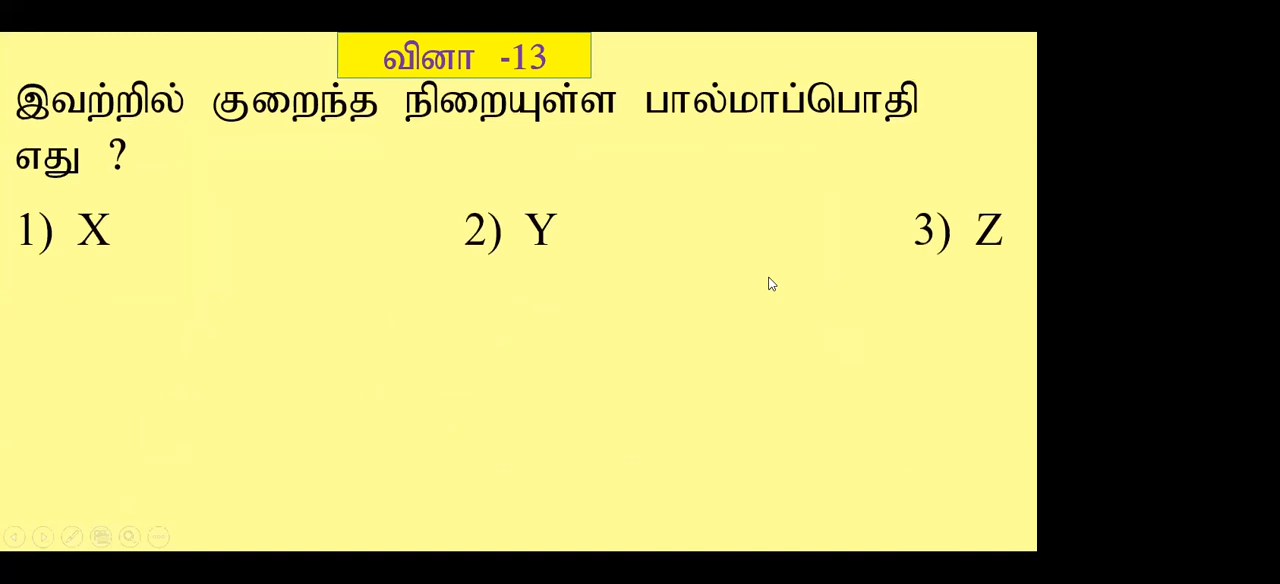 வினா -13
இவற்றில் குறைந்த நிறையுள்ள பால்மாப்பொதி
எது ?
1) X 2) Y 3) Z